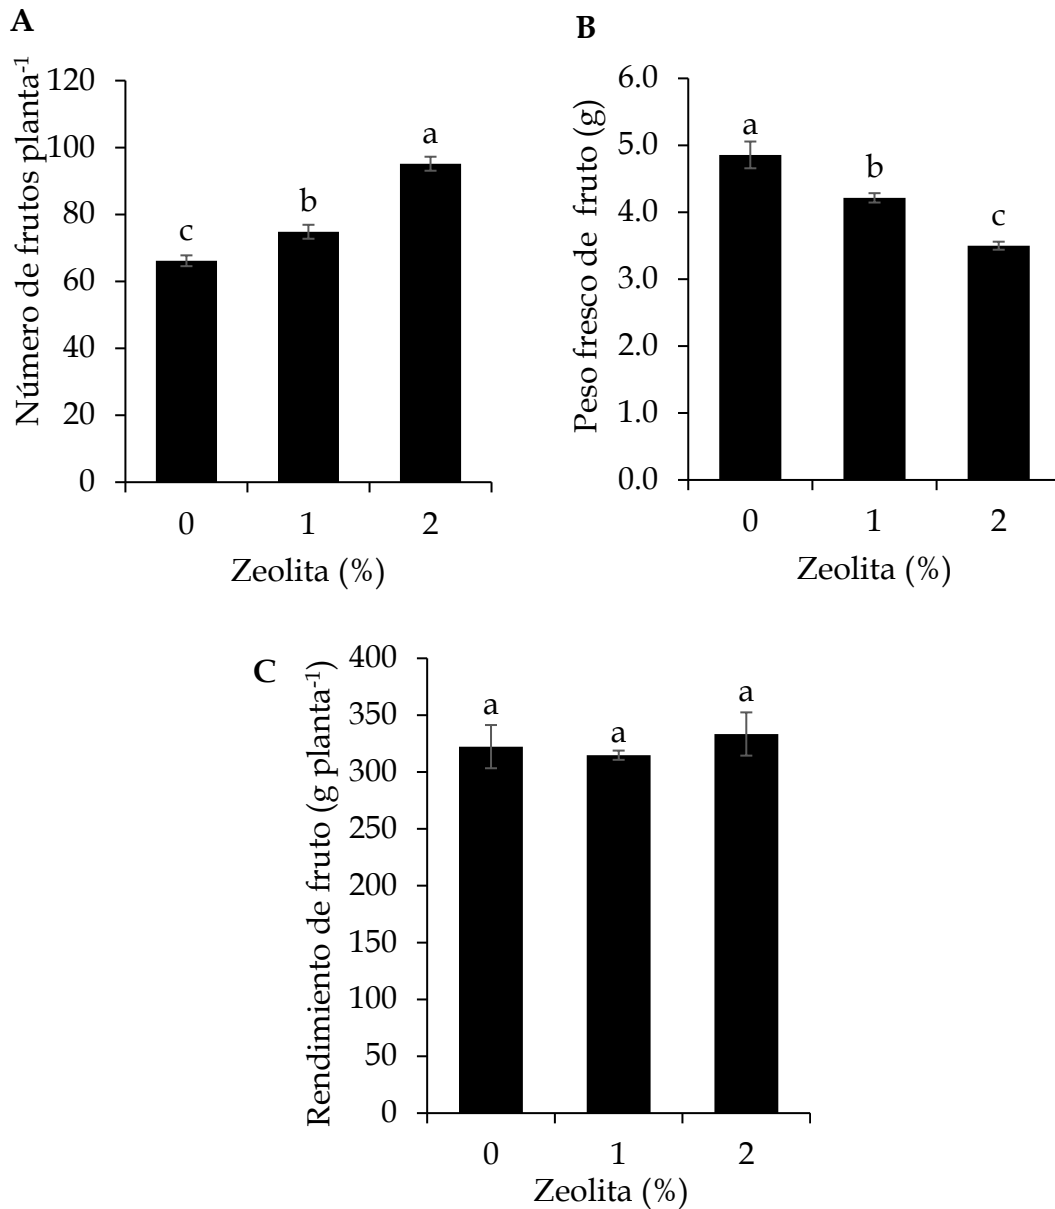 A
Número de frutos planta-1
120
100
80
60
40
20
0
c
b
a
0 1 2
Zeolita (%)
B
Peso fresco de fruto (g)
6.0
5.0
4.0
3.0
2.0
1.0
0.0
a
b
c
0 1 2
Zeolita (%)
C
Rendimiento de fruto (g planta-1)
400
350
300
250
200
150
100
50
0
a
a
a
0 1 2
Zeolita (%)